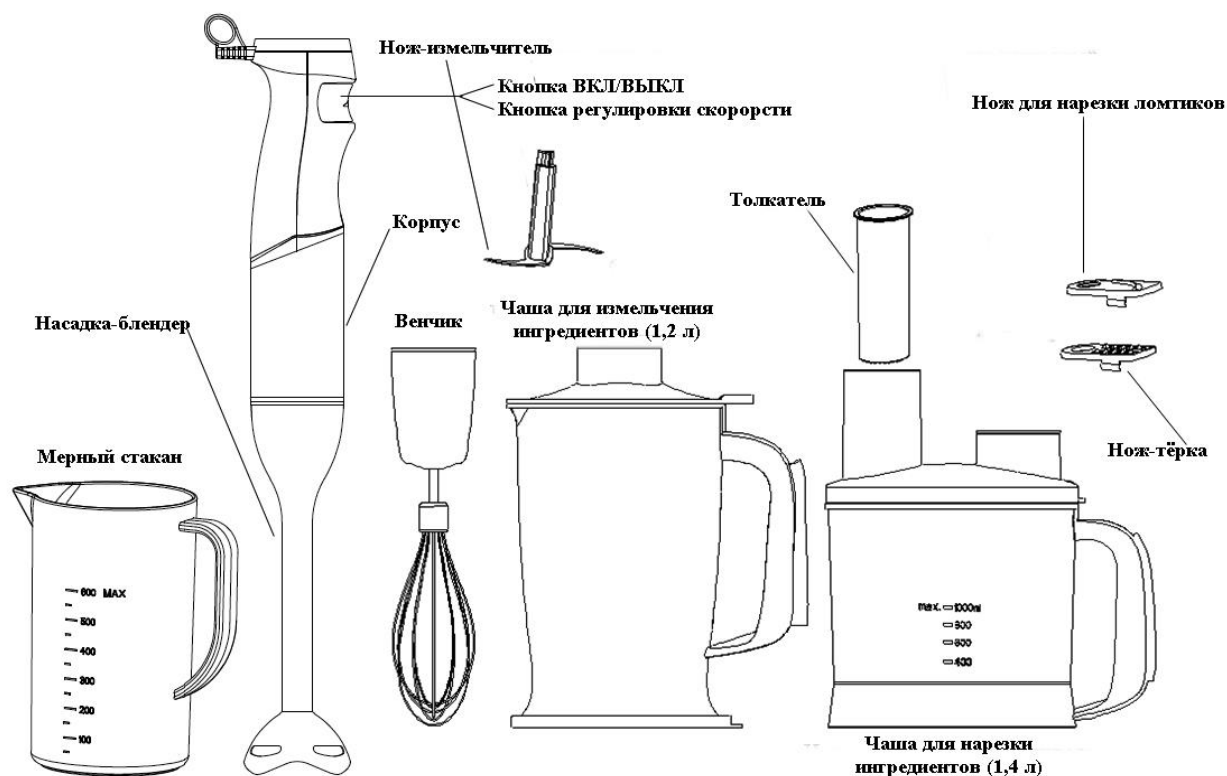 Нож-измельчитель
Кнопка ВКЛ/ВЫКЛ
Кнопка регулировки скорорсти
Нож для нарезки ломтиков
Толкатель
Корпус
Чаша для измельчения
ингредиентов (1,2 л)
Венчик
Насадка-блендер
Нож-тёрка
Мерный стакан
600 MAX
500
400
300
200
100
max. 1000ml
800
600
400
Чаша для нарезки
ингредиентов (1,4 л)